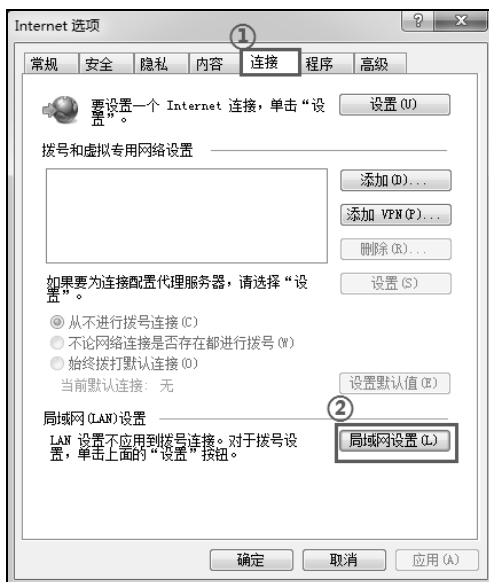 Internet 选项
①
常规 安全 隐私 内容 连接 程序 高级
要设置一个 Internet 连接，单击“设置”。
设置(U)
拨号和虚拟专用网络设置
添加(D)...
添加 VPN(P)...
删除(R)...
如果要为连接配置代理服务器，请选择“设置”。
设置(S)
从不进行拨号连接(C)
不论网络连接是否存在都进行拨号(W)
始终拨打默认连接(O)
当前默认连接： 无
设置默认值(E)
局域网(LAN)设置
②
LAN 设置不应用到拨号连接。对于拨号设置，单击上面的“设置”按钮。
局域网设置(L)
确定 取消 应用(A)